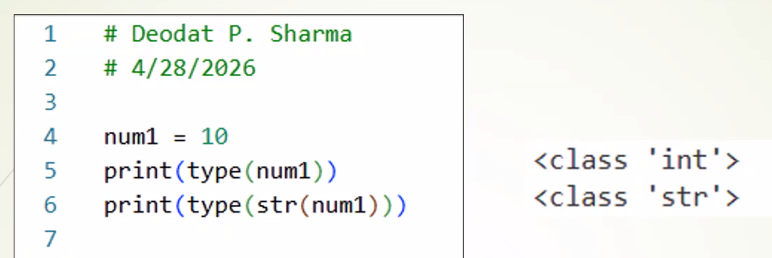 1 # Deodat P. Sharma
2 # 4/28/2026
3
4 num1 = 10
5 print(type(num1))
6 print(type(str(num1)))
7
<class 'int'>
<class 'str'>